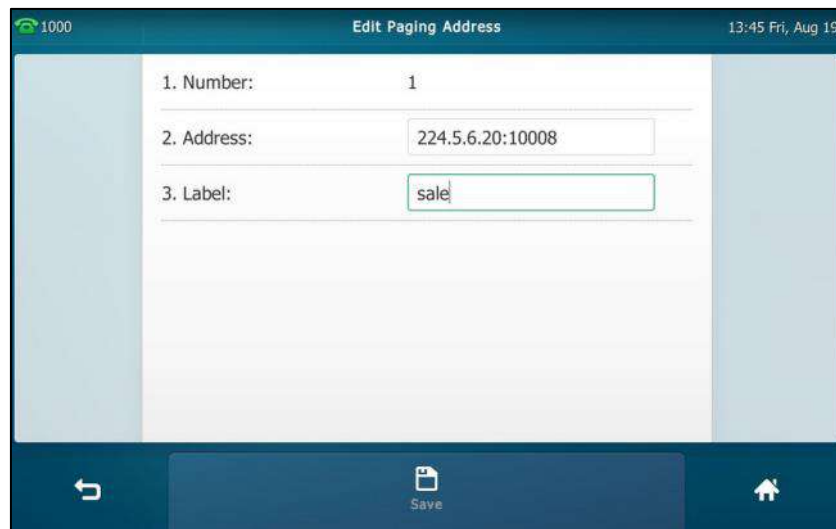 1000 Edit Paging Address 13:45 Fri, Aug 19
1. Number: 1
2. Address: 224.5.6.20:10008
3. Label: sale
Save